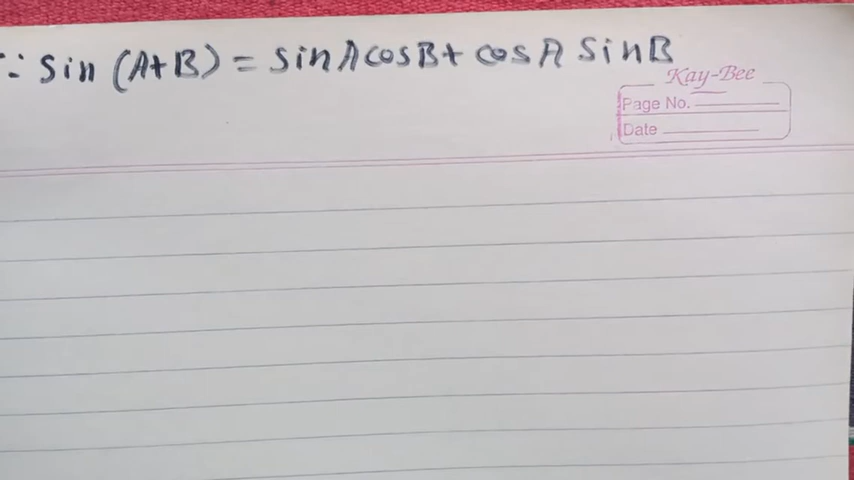 ∵ sin (A+B) = sinAcosB+ cosA SinB
Kay-Bee
Page No.
Date